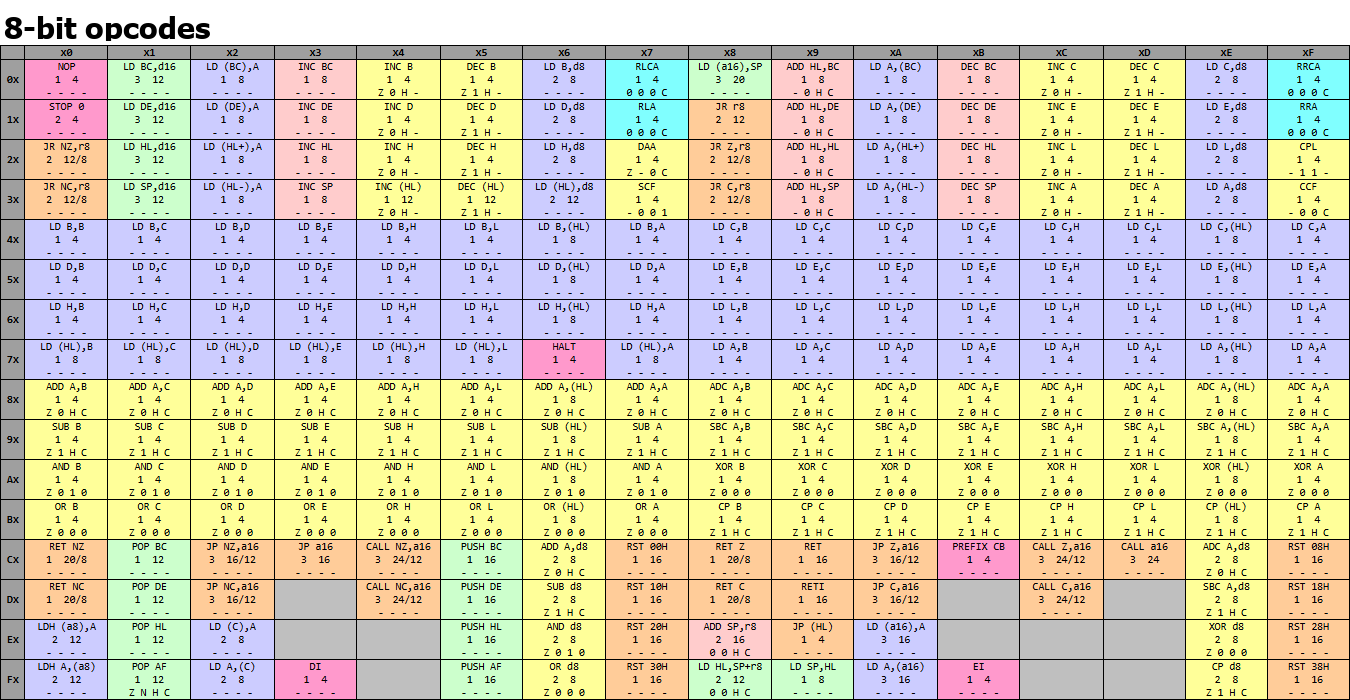 8-bit opcodes
x0 x1 x2 x3 x4 x5 x6 x7 x8 x9 xA xB xC xD xE xF
0x
NOP LD BC,d16 LD (BC),A INC BC INC B DEC B LD B,d8 RLCA LD (a16),SP ADD HL,BC LD A,(BC) DEC BC INC C DEC C LD C,d8 RRCA
1 4 3 12 1 8 1 8 1 4 1 4 2 8 1 4 3 20 1 8 1 8 1 8 1 4 1 4 2 8 1 4
- - - - - - - - - - - - - - - - Z 0 H - Z 1 H - - - - - 0 0 0 C - - - - - 0 H C - - - - - - - - Z 0 H - Z 1 H - - - - - 0 0 0 C
1x
STOP 0 LD DE,d16 LD (DE),A INC DE INC D DEC D LD D,d8 RLA JR r8 ADD HL,DE LD A,(DE) DEC DE INC E DEC E LD E,d8 RRA
2 4 3 12 1 8 1 8 1 4 1 4 2 8 1 4 2 12 1 8 1 8 1 8 1 4 1 4 2 8 1 4
- - - - - - - - - - - - - - - - Z 0 H - Z 1 H - - - - - 0 0 0 C - - - - - 0 H C - - - - - - - - Z 0 H - Z 1 H - - - - - 0 0 0 C
2x
JR NZ,r8 LD HL,d16 LD (HL+),A INC HL INC H DEC H LD H,d8 DAA JR Z,r8 ADD HL,HL LD A,(HL+) DEC HL INC L DEC L LD L,d8 CPL
2 12/8 3 12 1 8 1 8 1 4 1 4 2 8 1 4 2 12/8 1 8 1 8 1 8 1 4 1 4 2 8 1 4
- - - - - - - - - - - - - - - - Z 0 H - Z 1 H - - - - - Z - 0 C - - - - - 0 H C - - - - - - - - Z 0 H - Z 1 H - - - - - - 1 1 -
3x
JR NC,r8 LD SP,d16 LD (HL-),A INC SP INC (HL) DEC (HL) LD (HL),d8 SCF JR C,r8 ADD HL,SP LD A,(HL-) DEC SP INC A DEC A LD A,d8 CCF
2 12/8 3 12 1 8 1 8 1 12 1 12 2 12 1 4 2 12/8 1 8 1 8 1 8 1 4 1 4 2 8 1 4
- - - - - - - - - - - - - - - - Z 0 H - Z 1 H - - - - - - 0 0 1 - - - - - 0 H C - - - - - - - - Z 0 H - Z 1 H - - - - - - 0 0 C
4x
LD B,B LD B,C LD B,D LD B,E LD B,H LD B,L LD B,(HL) LD B,A LD C,B LD C,C LD C,D LD C,E LD C,H LD C,L LD C,(HL) LD C,A
1 4 1 4 1 4 1 4 1 4 1 4 1 8 1 4 1 4 1 4 1 4 1 4 1 4 1 4 1 8 1 4
- - - - - - - - - - - - - - - - - - - - - - - - - - - - - - - - - - - - - - - - - - - - - - - - - - - - - - - - - - - - - - - -
5x
LD D,B LD D,C LD D,D LD D,E LD D,H LD D,L LD D,(HL) LD D,A LD E,B LD E,C LD E,D LD E,E LD E,H LD E,L LD E,(HL) LD E,A
1 4 1 4 1 4 1 4 1 4 1 4 1 8 1 4 1 4 1 4 1 4 1 4 1 4 1 4 1 8 1 4
- - - - - - - - - - - - - - - - - - - - - - - - - - - - - - - - - - - - - - - - - - - - - - - - - - - - - - - - - - - - - - - -
6x
LD H,B LD H,C LD H,D LD H,E LD H,H LD H,L LD H,(HL) LD H,A LD L,B LD L,C LD L,D LD L,E LD L,H LD L,L LD L,(HL) LD L,A
1 4 1 4 1 4 1 4 1 4 1 4 1 8 1 4 1 4 1 4 1 4 1 4 1 4 1 4 1 8 1 4
- - - - - - - - - - - - - - - - - - - - - - - - - - - - - - - - - - - - - - - - - - - - - - - - - - - - - - - - - - - - - - - -
7x
LD (HL),B LD (HL),C LD (HL),D LD (HL),E LD (HL),H LD (HL),L HALT LD (HL),A LD A,B LD A,C LD A,D LD A,E LD A,H LD A,L LD A,(HL) LD A,A
1 8 1 8 1 8 1 8 1 8 1 8 1 4 1 8 1 4 1 4 1 4 1 4 1 4 1 4 1 8 1 4
- - - - - - - - - - - - - - - - - - - - - - - - - - - - - - - - - - - - - - - - - - - - - - - - - - - - - - - - - - - - - - - -
8x
ADD A,B ADD A,C ADD A,D ADD A,E ADD A,H ADD A,L ADD A,(HL) ADD A,A ADC A,B ADC A,C ADC A,D ADC A,E ADC A,H ADC A,L ADC A,(HL) ADC A,A
1 4 1 4 1 4 1 4 1 4 1 4 1 8 1 4 1 4 1 4 1 4 1 4 1 4 1 4 1 8 1 4
Z 0 H C Z 0 H C Z 0 H C Z 0 H C Z 0 H C Z 0 H C Z 0 H C Z 0 H C Z 0 H C Z 0 H C Z 0 H C Z 0 H C Z 0 H C Z 0 H C Z 0 H C Z 0 H C
9x
SUB B SUB C SUB D SUB E SUB H SUB L SUB (HL) SUB A SBC A,B SBC A,C SBC A,D SBC A,E SBC A,H SBC A,L SBC A,(HL) SBC A,A
1 4 1 4 1 4 1 4 1 4 1 4 1 8 1 4 1 4 1 4 1 4 1 4 1 4 1 4 1 8 1 4
Z 1 H C Z 1 H C Z 1 H C Z 1 H C Z 1 H C Z 1 H C Z 1 H C Z 1 H C Z 1 H C Z 1 H C Z 1 H C Z 1 H C Z 1 H C Z 1 H C Z 1 H C Z 1 H C
Ax
AND B AND C AND D AND E AND H AND L AND (HL) AND A XOR B XOR C XOR D XOR E XOR H XOR L XOR (HL) XOR A
1 4 1 4 1 4 1 4 1 4 1 4 1 8 1 4 1 4 1 4 1 4 1 4 1 4 1 4 1 8 1 4
Z 0 1 0 Z 0 1 0 Z 0 1 0 Z 0 1 0 Z 0 1 0 Z 0 1 0 Z 0 1 0 Z 0 1 0 Z 0 0 0 Z 0 0 0 Z 0 0 0 Z 0 0 0 Z 0 0 0 Z 0 0 0 Z 0 0 0 Z 0 0 0
Bx
OR B OR C OR D OR E OR H OR L OR (HL) OR A CP B CP C CP D CP E CP H CP L CP (HL) CP A
1 4 1 4 1 4 1 4 1 4 1 4 1 8 1 4 1 4 1 4 1 4 1 4 1 4 1 4 1 8 1 4
Z 0 0 0 Z 0 0 0 Z 0 0 0 Z 0 0 0 Z 0 0 0 Z 0 0 0 Z 0 0 0 Z 0 0 0 Z 1 H C Z 1 H C Z 1 H C Z 1 H C Z 1 H C Z 1 H C Z 1 H C Z 1 H C
Cx
RET NZ POP BC JP NZ,a16 JP a16 CALL NZ,a16 PUSH BC ADD A,d8 RST 00H RET Z RET JP Z,a16 PREFIX CB CALL Z,a16 CALL a16 ADC A,d8 RST 08H
1 20/8 1 12 3 16/12 3 16 3 24/12 1 16 2 8 1 16 1 20/8 1 16 3 16/12 1 4 3 24/12 3 24 2 8 1 16
- - - - - - - - - - - - - - - - - - - - - - - - Z 0 H C - - - - - - - - - - - - - - - - - - - - - - - - - - - - Z 0 H C - - - -
Dx
RET NC POP DE JP NC,a16 CALL NC,a16 PUSH DE SUB d8 RST 10H RET C RETI JP C,a16 CALL C,a16 SBC A,d8 RST 18H
1 20/8 1 12 3 16/12 3 24/12 1 16 2 8 1 16 1 20/8 1 16 3 16/12 3 24/12 2 8 1 16
- - - - - - - - - - - - - - - - - - - - Z 1 H C - - - - - - - - - - - - - - - - - - - - Z 1 H C - - - -
Ex
LDH (a8),A POP HL LD (C),A PUSH HL AND d8 RST 20H ADD SP,r8 JP (HL) LD (a16),A XOR d8 RST 28H
2 12 1 12 2 8 1 16 2 8 1 16 2 16 1 4 3 16 2 8 1 16
- - - - - - - - - - - - - - - - Z 0 1 0 - - - - 0 0 H C - - - - - - - - Z 0 0 0 - - - -
Fx
LDH A,(a8) POP AF LD A,(C) DI PUSH AF OR d8 RST 30H LD HL,SP+r8 LD SP,HL LD A,(a16) EI CP d8 RST 38H
2 12 1 12 2 8 1 4 1 16 2 8 1 16 2 12 1 8 3 16 1 4 2 8 1 16
- - - - Z N H C - - - - - - - - - - - - Z 0 0 0 - - - - 0 0 H C - - - - - - - - - - - - Z 1 H C - - - -